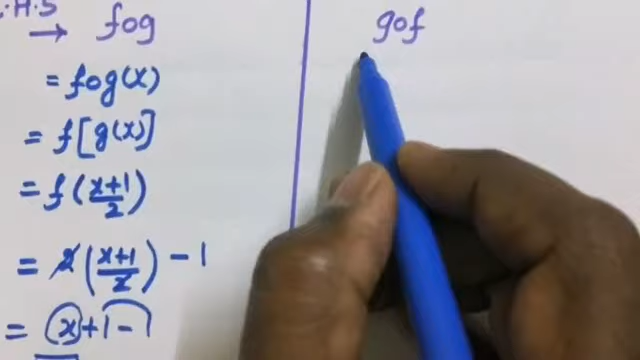 L.H.S
→ fog
= fog(x)
= f[g(x)]
= f(x+1/2)
= 2(x+1/2) - 1
= x+1-1
gof